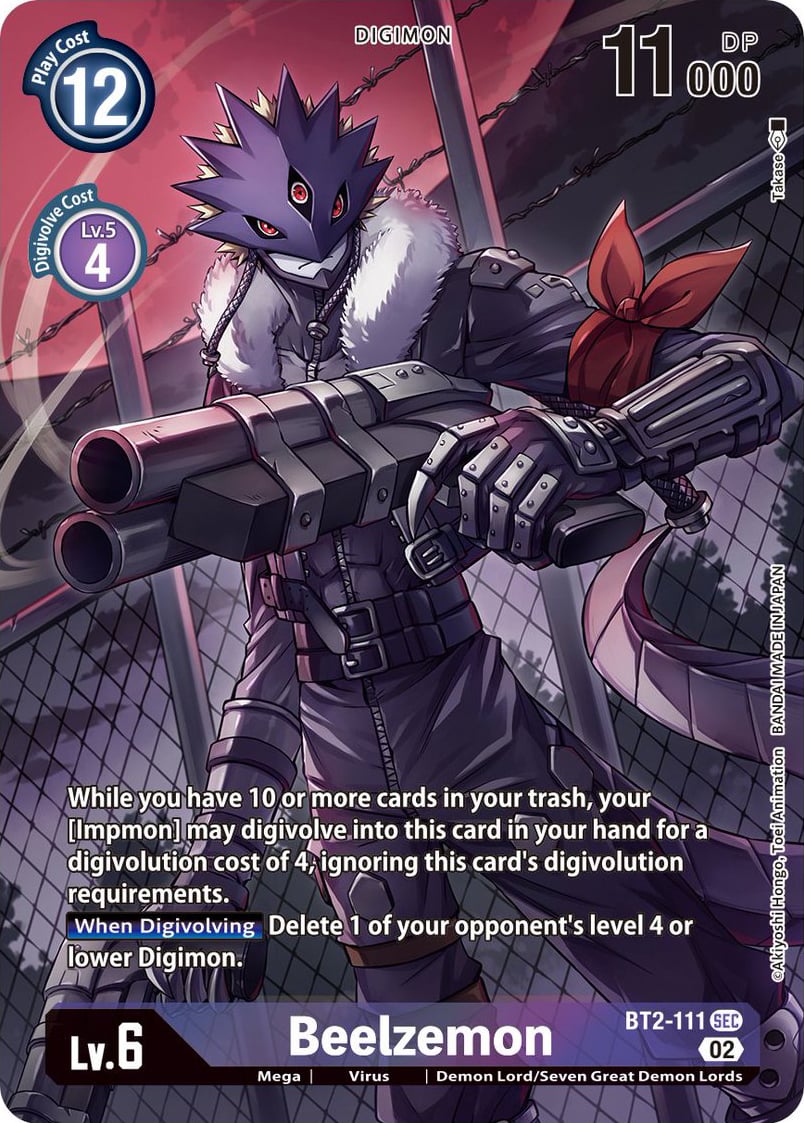 Play Cost
12
DIGIMON
11000 DP
Takase
Digivolve Cost
Lv.5
4
While you have 10 or more cards in your trash, your
[Impmon] may digivolve into this card in your hand for a
digivolution cost of 4, ignoring this card's digivolution
requirements.
When Digivolving Delete 1 of your opponent's level 4 or
lower Digimon.
©Akiyoshi Hongo, Toei Animation BANDAI MADE IN JAPAN
Lv.6
Beelzemon
BT2-111 SEC
02
Mega | Virus | Demon Lord/Seven Great Demon Lords